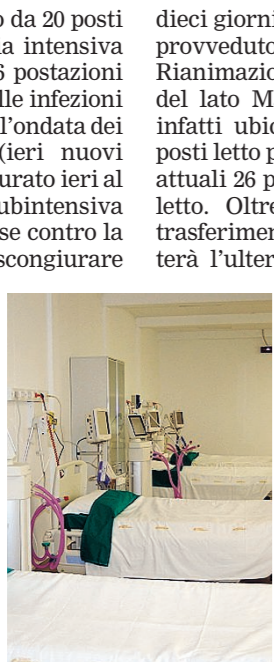 o da 20 posti
a intensiva
6 postazioni
lle infezioni
l'ondata dei
(ieri nuovi
urato ieri al
ubintensiva
se contro la
scongiurare
dieci giorni
provveduto
Rianimazio
del lato M
infatti ubic
posti letto p
attuali 26 p
letto. Oltre
trasferimen
terà l'ulter